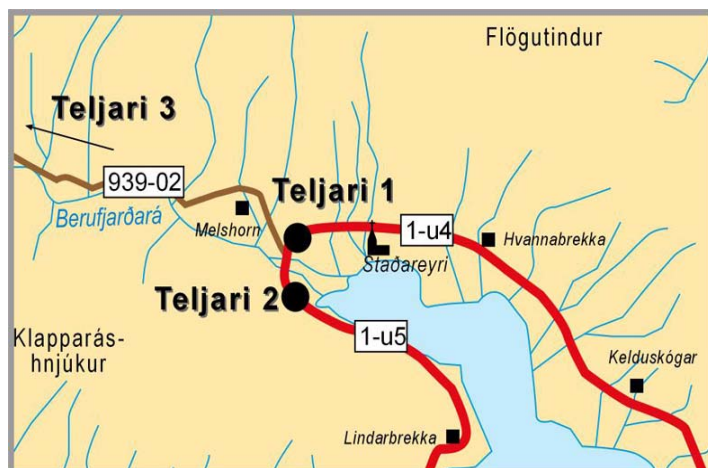 Flögutindur
Teljari 3
939-02
Teljari 1
Berufjarðará
Melshorn
1-u4
Hvannabrekka
Staðareyri
Teljari 2
Klapparás-
hnjúkur
1-u5
Kelduskógar
Lindarbrekka